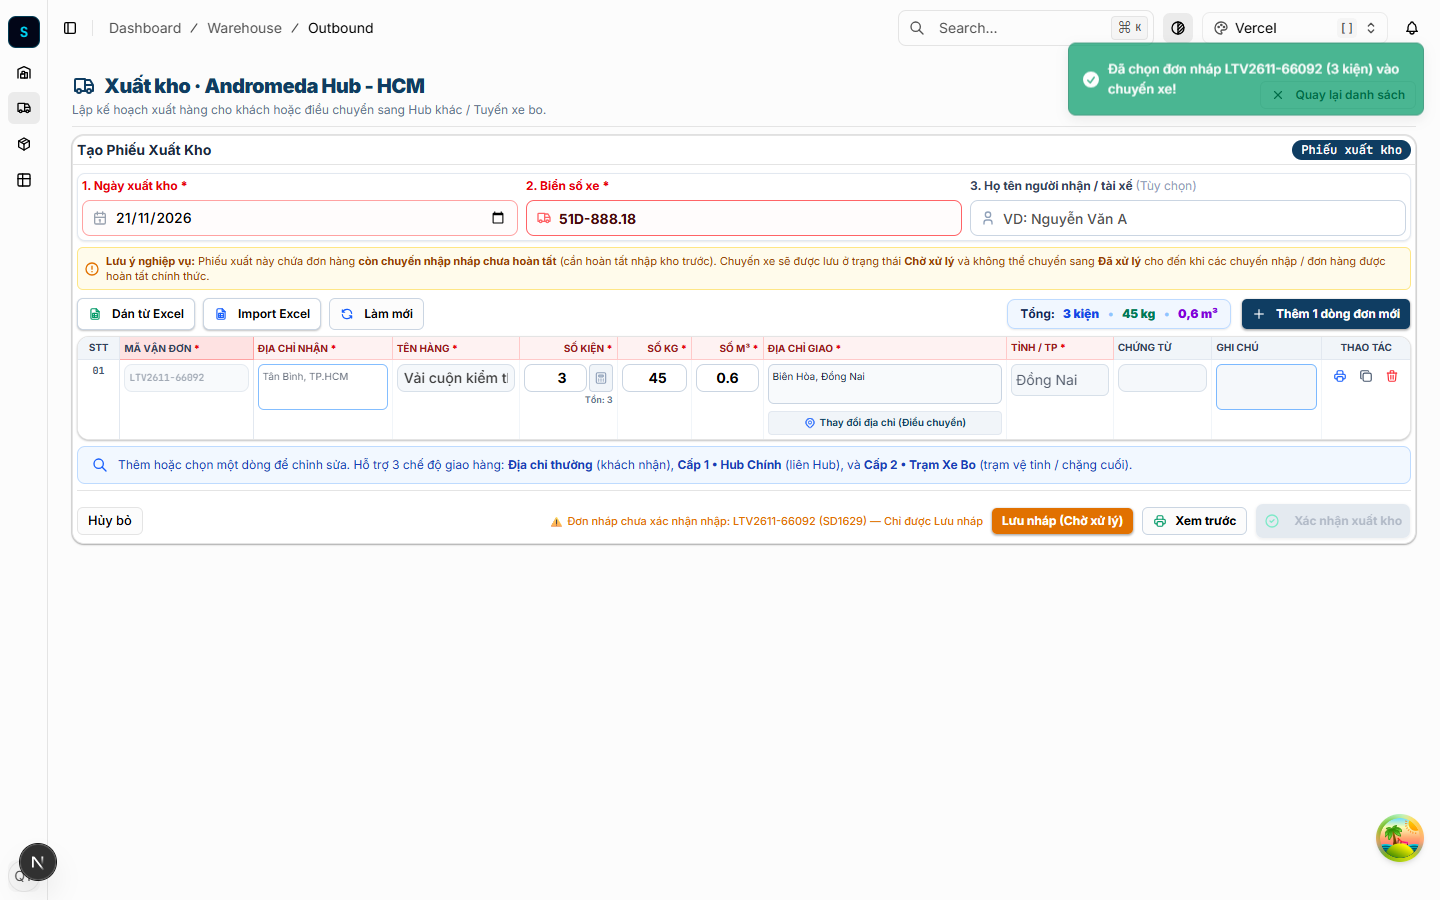 S
Dashboard / Warehouse / Outbound
Search...
⌘ K
Vercel
[ ]
Đã chọn đơn nháp LTV2611-66092 (3 kiện) vào
chuyến xe!
Quay lại danh sách
Xuất kho · Andromeda Hub - HCM
Lập kế hoạch xuất hàng cho khách hoặc điều chuyển sang Hub khác / Tuyến xe bo.
Tạo Phiếu Xuất Kho
Phiếu xuất kho
1. Ngày xuất kho *
2. Biển số xe *
3. Họ tên người nhận / tài xế (Tùy chọn)
21/11/2026
51D-888.18
VD: Nguyễn Văn A
Lưu ý nghiệp vụ: Phiếu xuất này chứa đơn hàng còn chuyến nhập nháp chưa hoàn tất (cần hoàn tất nhập kho trước). Chuyến xe sẽ được lưu ở trạng thái Chờ xử lý và không thể chuyển sang Đã xử lý cho đến khi các chuyến nhập / đơn hàng được
hoàn tất chính thức.
Dán từ Excel
Import Excel
Làm mới
Tổng: 3 kiện • 45 kg • 0,6 m³
Thêm 1 dòng đơn mới
STT
MÃ VẬN ĐƠN *
ĐỊA CHỈ NHẬN *
TÊN HÀNG *
SỐ KIỆN *
SỐ KG *
SỐ M³ *
ĐỊA CHỈ GIAO *
TỈNH / TP *
CHỨNG TỪ
GHI CHÚ
THAO TÁC
01
LTV2611-66092
Tân Bình, TP.HCM
Vải cuộn kiểm t
3
45
0.6
Biên Hòa, Đồng Nai
Đồng Nai
Tồn: 3
Thay đổi địa chỉ (Điều chuyển)
Thêm hoặc chọn một dòng để chỉnh sửa. Hỗ trợ 3 chế độ giao hàng: Địa chỉ thường (khách nhận), Cấp 1 • Hub Chính (liên Hub), và Cấp 2 • Trạm Xe Bo (trạm vệ tinh / chặng cuối).
Hủy bỏ
Đơn nháp chưa xác nhận nhập: LTV2611-66092 (SD1629) — Chỉ được Lưu nháp
Lưu nháp (Chờ xử lý)
Xem trước
Xác nhận xuất kho
N